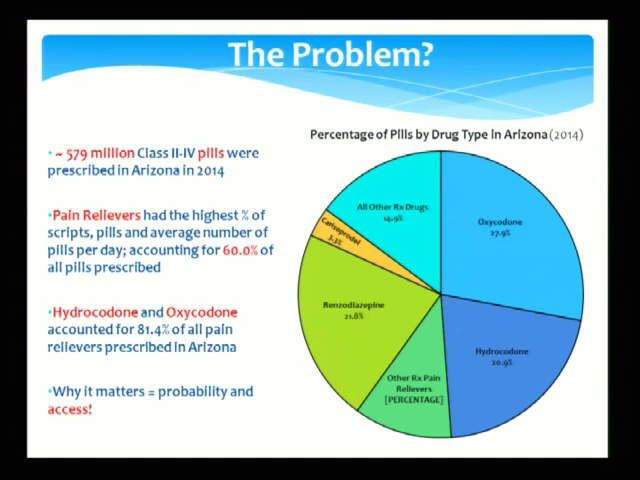 The Problem?
• ~ 579 million Class II-IV pills were
prescribed in Arizona in 2014
•Pain Relievers had the highest % of
scripts, pills and average number of
pills per day; accounting for 60.0% of
all pills prescribed
•Hydrocodone and Oxycodone
accounted for 81.4% of all pain
relievers prescribed in Arizona
•Why it matters = probability and
access!
Percentage of Pills by Drug Type in Arizona (2014)
All Other Rx Drugs
14.9%
Oxycodone
27.9%
Carisoprodol
3.3%
Benzodiazepine
21.8%
Hydrocodone
20.9%
Other Rx Pain
Relievers
[PERCENTAGE]